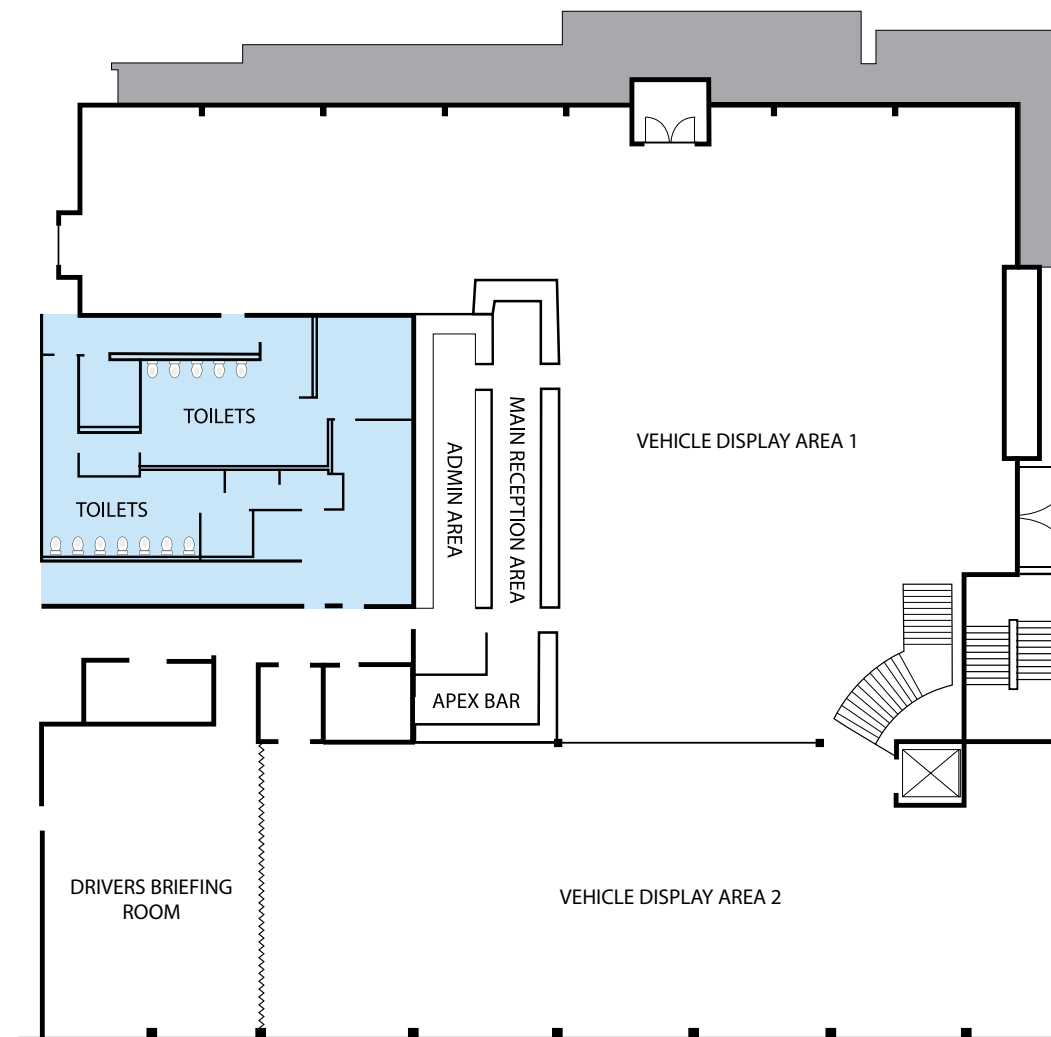 TOILETS
VEHICLE DISPLAY AREA 1
ADMIN AREA
MAIN RECEPTION AREA
TOILETS
APEX BAR
DRIVERS BRIEFING
ROOM
VEHICLE DISPLAY AREA 2